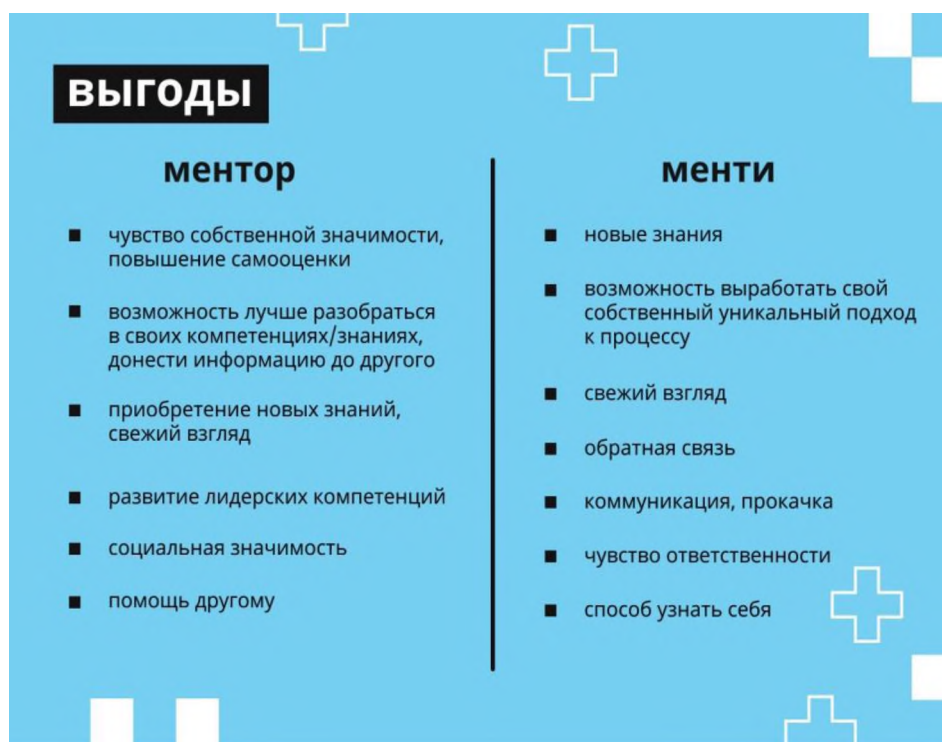 выгоды
ментор
чувство собственной значимости,
повышение самооценки
возможность лучше разобраться
в своих компетенциях/знаниях,
донести информацию до другого
приобретение новых знаний,
свежий взгляд
развитие лидерских компетенций
социальная значимость
помощь другому
менти
новые знания
возможность выработать свой
собственный уникальный подход
к процессу
свежий взгляд
обратная связь
коммуникация, прокачка
чувство ответственности
способ узнать себя